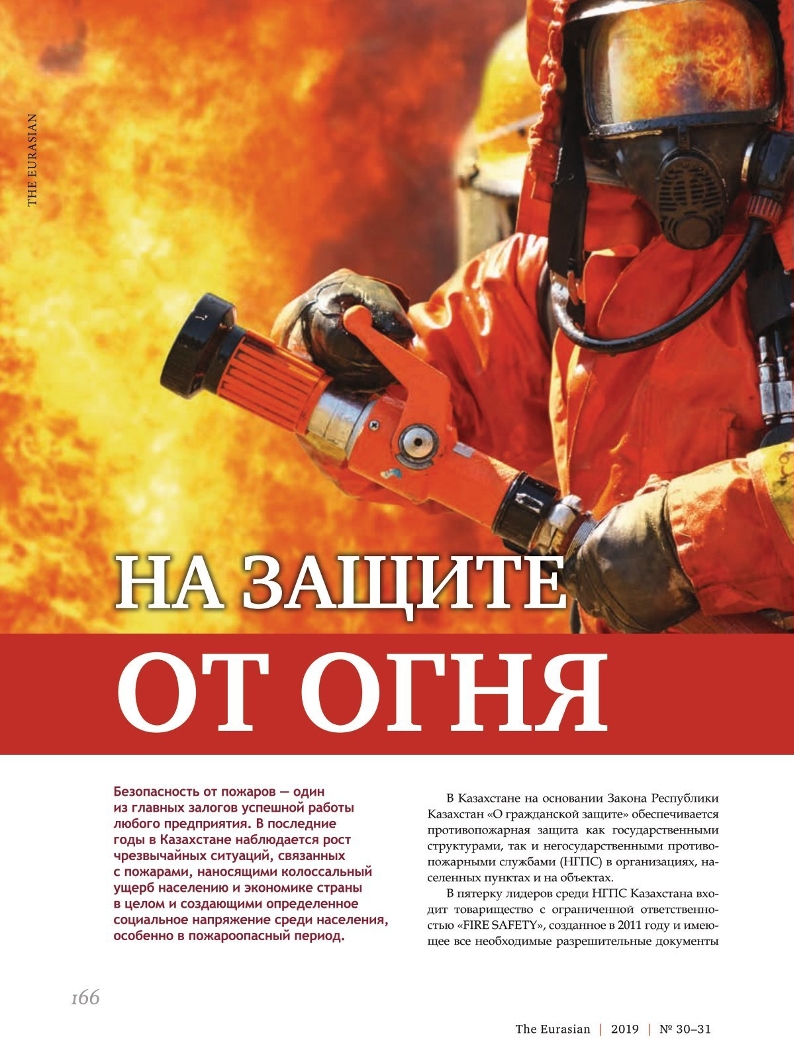 THE EURASIAN
НА ЗАЩИТЕ
ОТ ОГНЯ
Безопасность от пожаров — один
из главных залогов успешной работы
любого предприятия. В последние
годы в Казахстане наблюдается рост
чрезвычайных ситуаций, связанных
с пожарами, наносящими колоссальный
ущерб населению и экономике страны
в целом и создающими определенное
социальное напряжение среди населения,
особенно в пожароопасный период.
В Казахстане на основании Закона Республики
Казахстан «О гражданской защите» обеспечивается
противопожарная защита как государственными
структурами, так и негосударственными противо-
пожарными службами (НГПС) в организациях, на-
селенных пунктах и на объектах.
В пятерку лидеров среди НГПС Казахстана вхо-
дит товарищество с ограниченной ответственно-
стью «FIRE SAFETY», созданное в 2011 году и имею-
щее все необходимые разрешительные документы
166
The Eurasian | 2019 | № 30–31